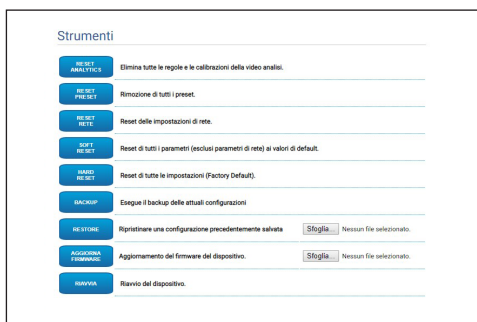 Strumenti
RESET
ANALYTICS
Elimina tutte le regole e le calibrazioni della video analisi.
RESET
PRESET
Rimozione di tutti i preset.
RESET
RETE
Reset delle impostazioni di rete.
SOFT
RESET
Reset di tutti i parametri (esclusi parametri di rete) ai valori di default.
HARD
RESET
Reset di tutte le impostazioni (Factory Default).
BACKUP
Esegue il backup delle attuali configurazioni
RESTORE
Ripristinare una configurazione precedentemente salvata Sfoglia... Nessun file selezionato.
AGGIORNA
FIRMWARE
Aggiornamento del firmware del dispositivo. Sfoglia... Nessun file selezionato.
RIAVVIA
Riavvio del dispositivo.